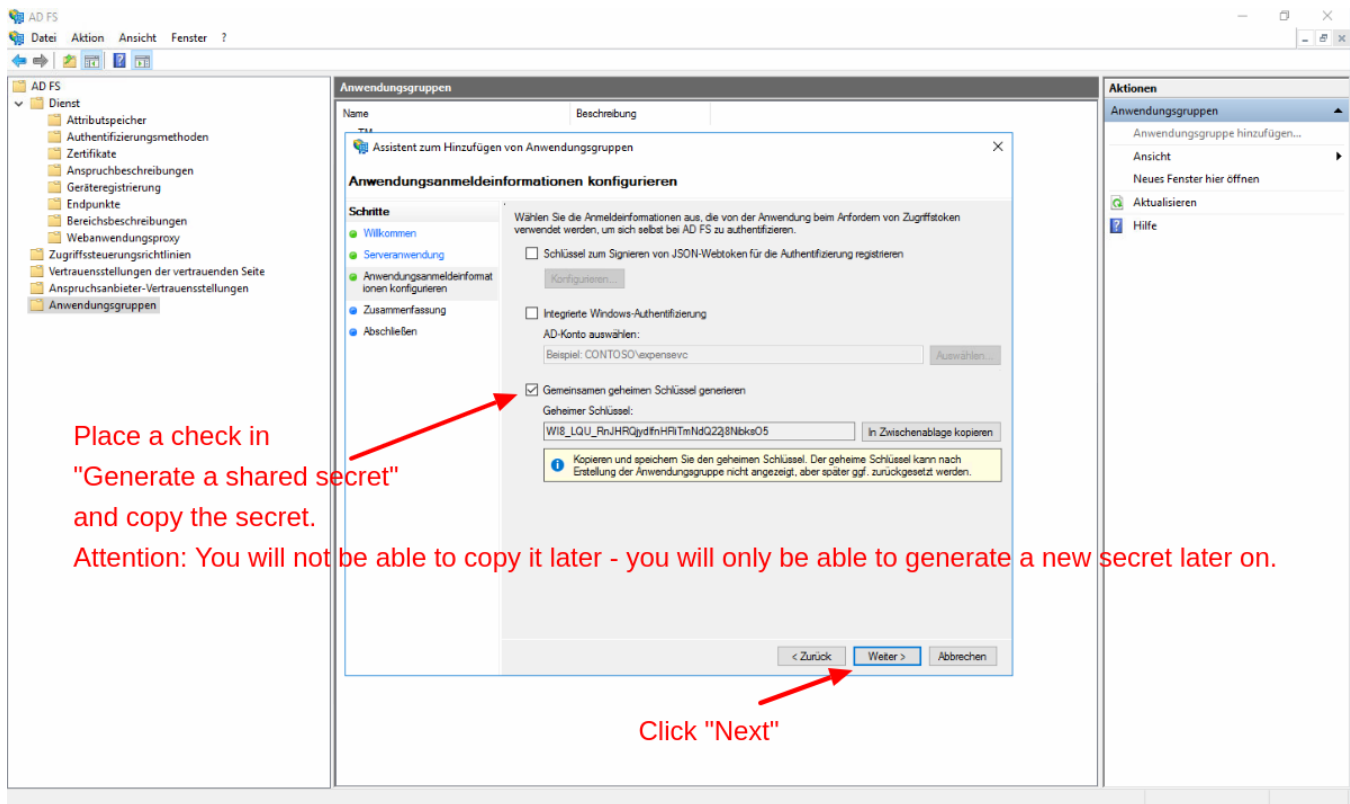 AD FS
Datei Aktion Ansicht Fenster ?
AD FS
Dienst
Attributspeicher
Authentifizierungsmethoden
Zertifikate
Anspruchbeschreibungen
Geräteregistrierung
Endpunkte
Bereichsbeschreibungen
Webanwendungsproxy
Zugriffssteuerungsrichtlinien
Vertrauensstellungen der vertrauenden Seite
Anspruchsanbieter-Vertrauensstellungen
Anwendungsgruppen
Anwendungsgruppen
Name Beschreibung
Assistent zum Hinzufügen von Anwendungsgruppen
Anwendungsanmeldeinformationen konfigurieren
Schritte
Willkommen
Serveranwendung
Anwendungsanmeldeinformat
ionen konfigurieren
Zusammenfassung
Abschließen
Wählen Sie die Anmeldeinformationen aus, die von der Anwendung beim Anfordern von Zugriffstoken
verwendet werden, um sich selbst bei AD FS zu authentifizieren.
Schlüssel zum Signieren von JSON-Webtoken für die Authentifizierung registrieren
Konfigurieren...
Integrierte Windows-Authentifizierung
AD-Konto auswählen:
Beispiel: CONTOSO\expensevc
Auswählen...
Gemeinsamen geheimen Schlüssel generieren
Geheimer Schlüssel:
In Zwischenablage kopieren
Kopieren und speichern Sie den geheimen Schlüssel. Der geheime Schlüssel kann nach
Erstellung der Anwendungsgruppe nicht angezeigt, aber später ggf. zurückgesetzt werden.
< Zurück Weiter > Abbrechen
Aktionen
Anwendungsgruppen
Anwendungsgruppe hinzufügen...
Ansicht
Neues Fenster hier öffnen
Aktualisieren
Hilfe
Place a check in
"Generate a shared secret"
and copy the secret.
Attention: You will not be able to copy it later - you will only be able to generate a new secret later on.
Click "Next"